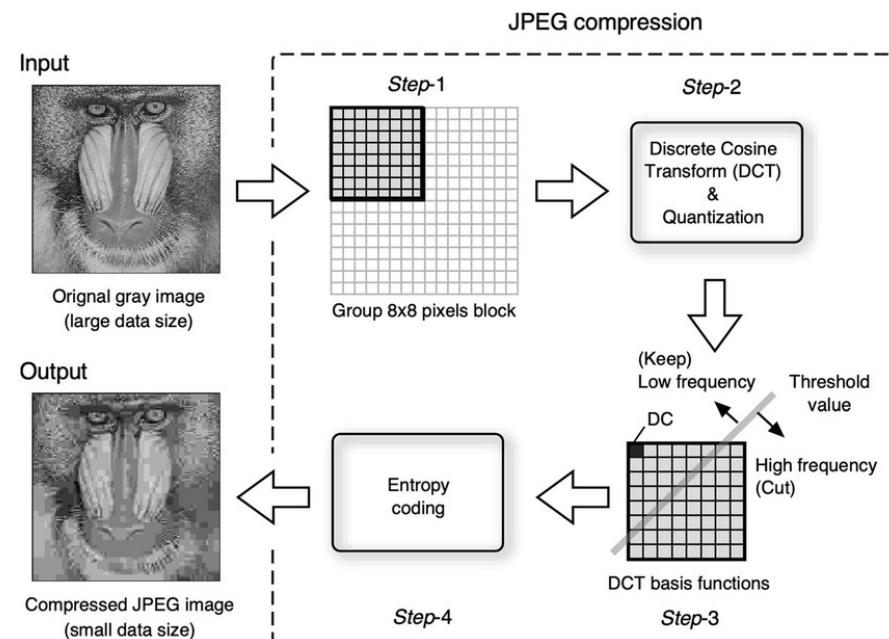 JPEG compression
Input
Step-1
Step-2
Discrete Cosine
Transform (DCT)
&
Quantization
Orignal gray image
(large data size)
Group 8x8 pixels block
Output
(Keep)
Low frequency
Threshold
value
DC
High frequency
(Cut)
Entropy
coding
DCT basis functions
Compressed JPEG image
(small data size)
Step-4
Step-3